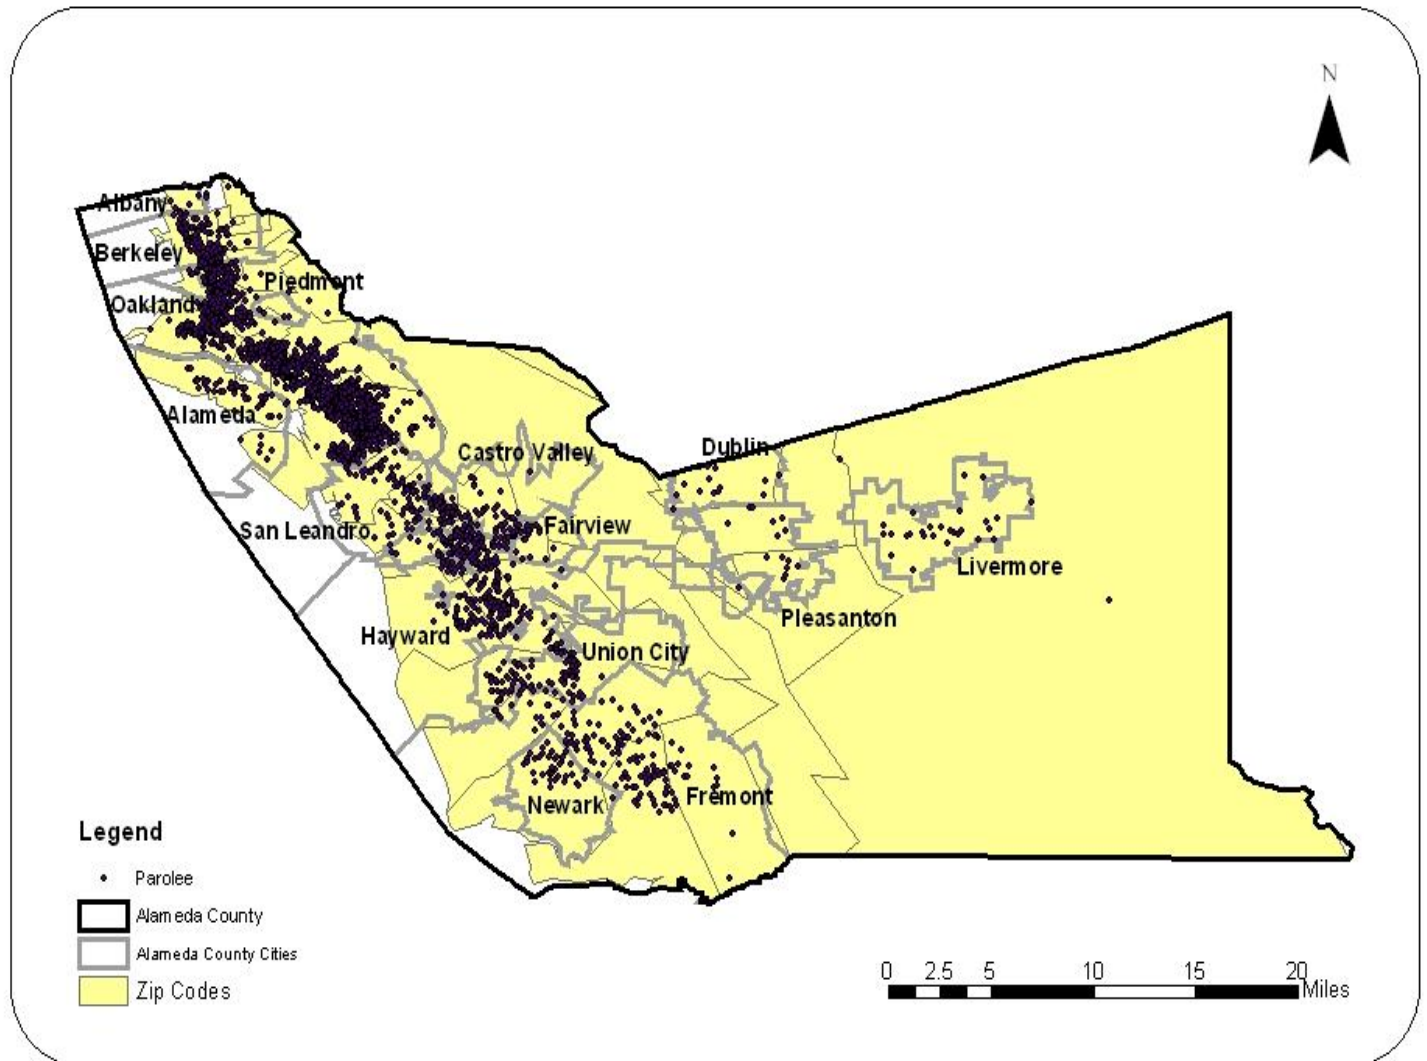 N
Albany
Berkeley
Piedmont
Oakland
Alameda
Castro Valley
Dublin
San Leandro
Fairview
Livermore
Pleasanton
Hayward
Union City
Newark
Fremont
Legend
Parolee
Alameda County
Alameda County Cities
Zip Codes
0 2.5 5 10 15 20
Miles